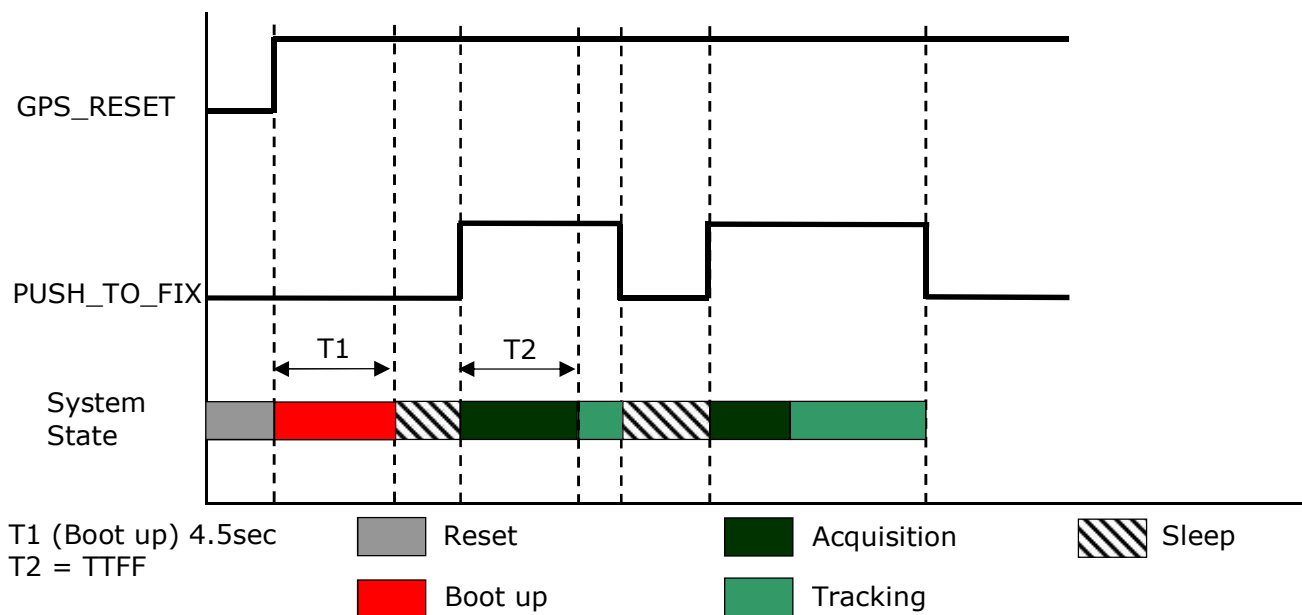 GPS_RESET
PUSH_TO_FIX
T1
T2
System
State
T1 (Boot up) 4.5sec
T2 = TTFF
Reset
Acquisition
Sleep
Boot up
Tracking